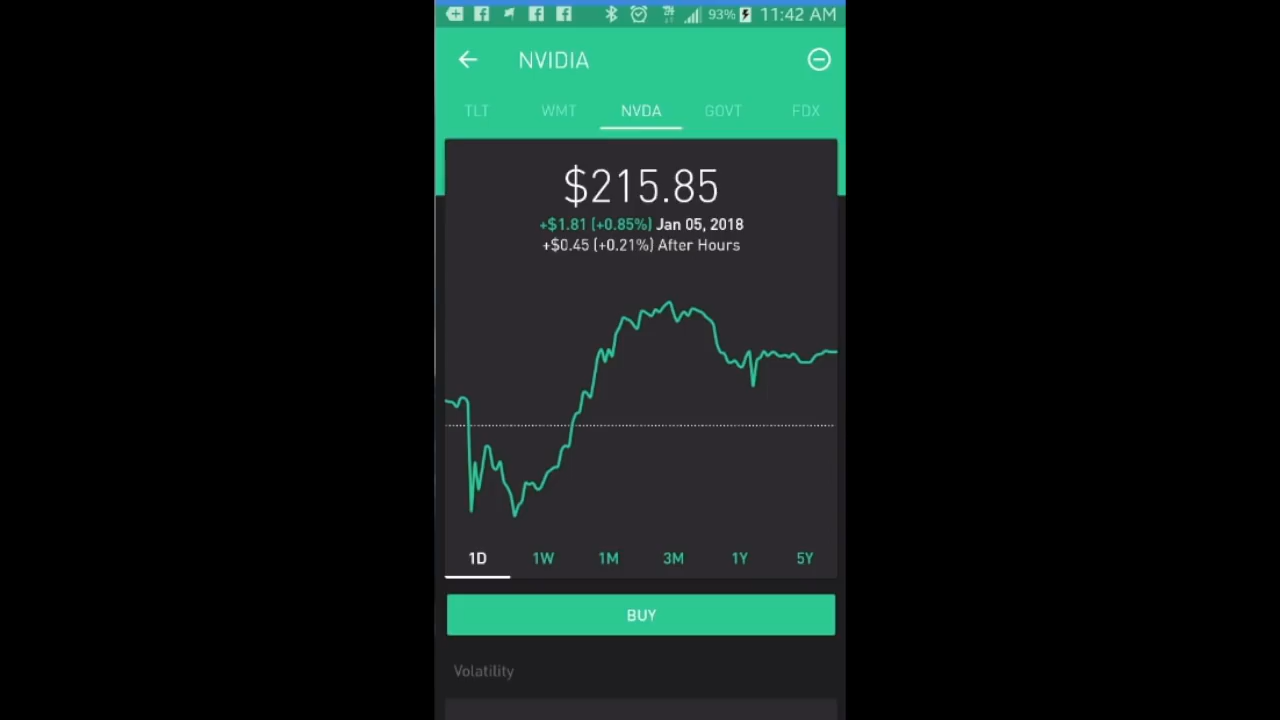 93% 11:42 AM
NVIDIA
TLT WMT NVDA GOVT FDX
$215.85
+$1.81 (+0.85%) Jan 05, 2018
+$0.45 (+0.21%) After Hours
1D 1W 1M 3M 1Y 5Y
BUY
Volatility